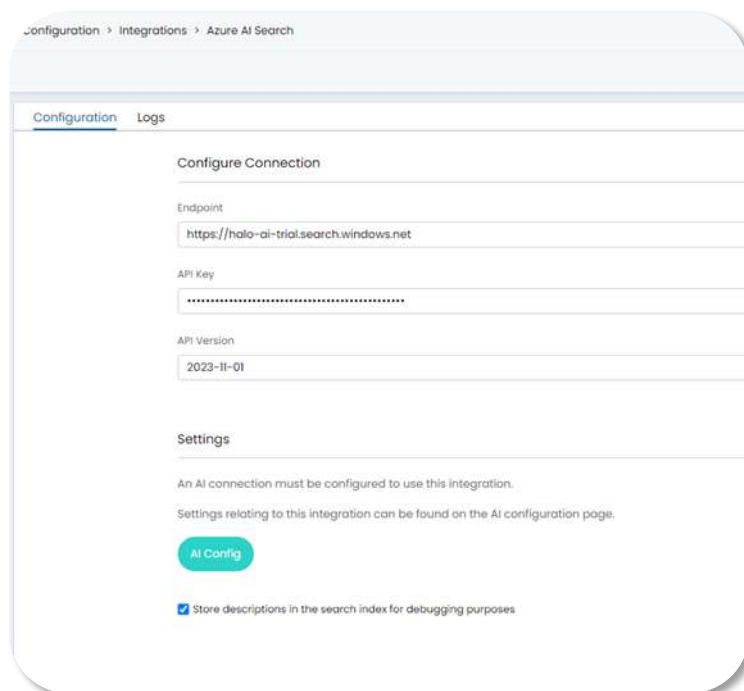 Configuration > Integrations > Azure AI Search
Configuration Logs
Configure Connection
Endpoint
https://halo-ai-trial.search.windows.net
API Key
••••••••••••••••••••••••••••••••••••••••••••••••
API Version
2023-11-01
Settings
An AI connection must be configured to use this integration.
Settings relating to this integration can be found on the AI configuration page.
AI Config
Store descriptions in the search index for debugging purposes